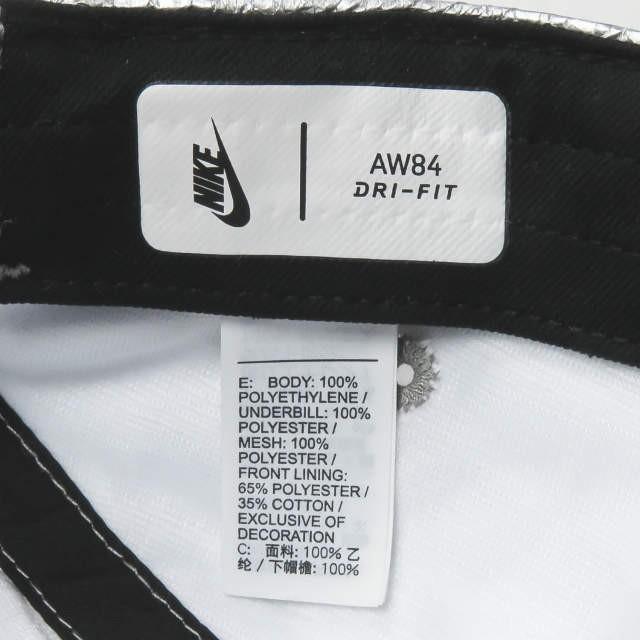 NIKE
AW84
DRI-FIT
E: BODY: 100%
POLYETHYLENE /
UNDERBILL: 100%
POLYESTER /
MESH: 100%
POLYESTER /
FRONT LINING:
65% POLYESTER /
35% COTTON /
EXCLUSIVE OF
DECORATION
C: 面料: 100% 乙
纶 / 下帽檐: 100%